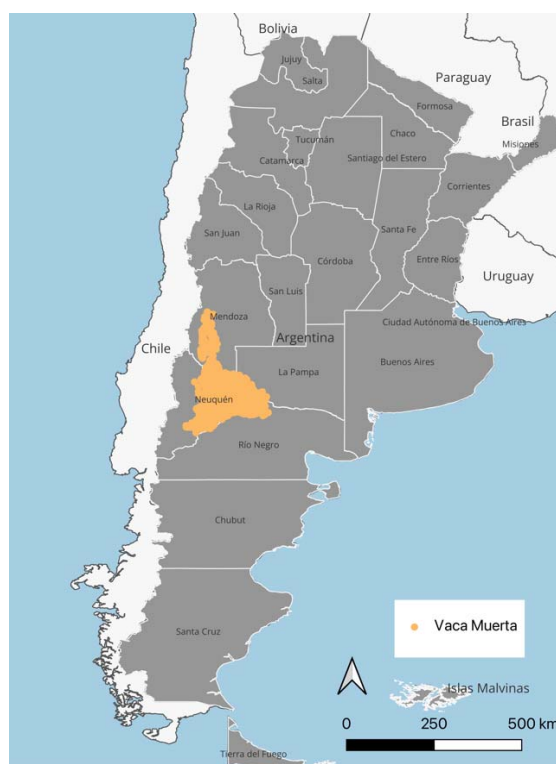 Bolivia
Jujuy
Paraguay
Salta
Formosa
Brasil
Chaco
Misiones
Tucumán
Catamarca
Santiago del Estero
Corrientes
La Rioja
Santa Fe
San Juan
Córdoba
Entre Ríos
Uruguay
San Luis
Mendoza
Ciudad Autónoma de Buenos Aires
Argentina
Chile
Buenos Aires
La Pampa
Neuquén
Río Negro
Chubut
Vaca Muerta
Santa Cruz
Islas Malvinas
0 250 500 km
Tierra del Fuego